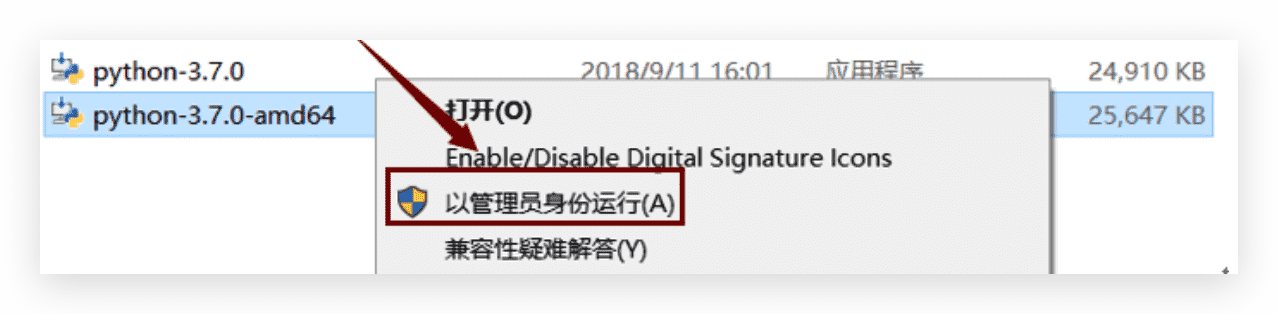 python-3.7.0 2018/9/11 16:01 应用程序 24,910 KB
python-3.7.0-amd64 25,647 KB
打开(O)
Enable/Disable Digital Signature Icons
以管理员身份运行(A)
兼容性疑难解答(Y)